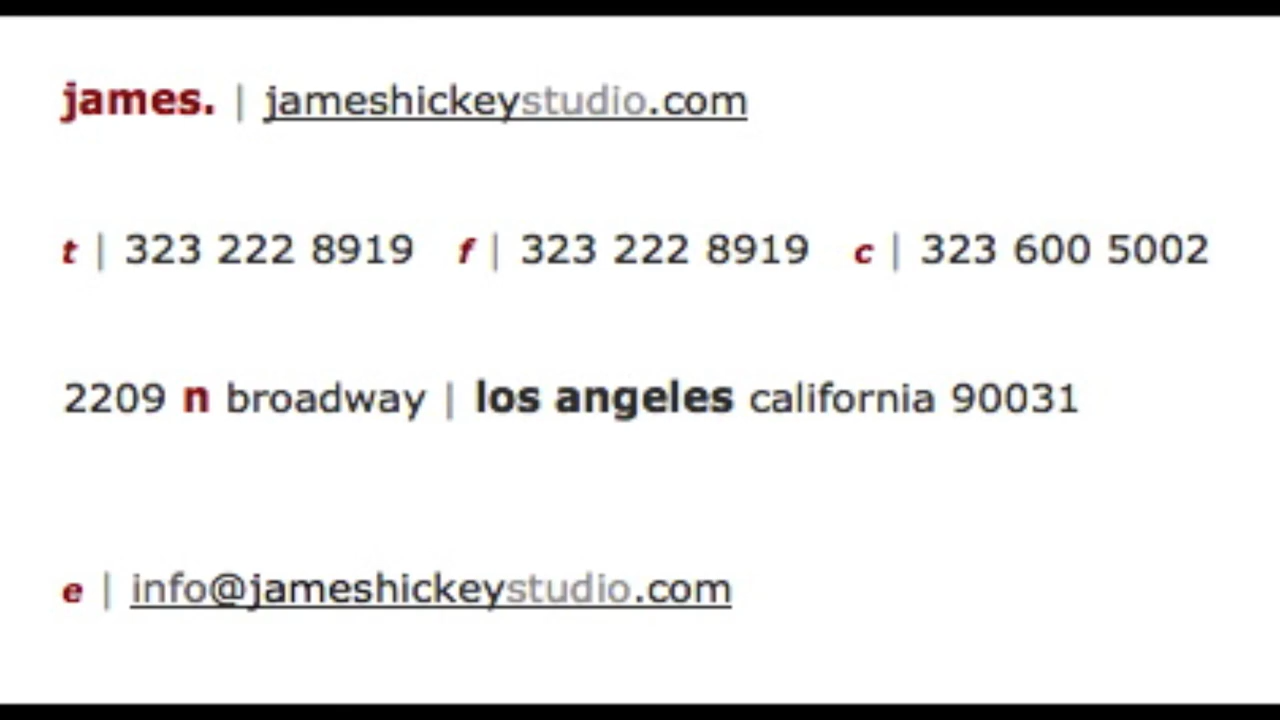 james. | jameshickeystudio.com
t | 323 222 8919 f | 323 222 8919 c | 323 600 5002
2209 n broadway | los angeles california 90031
e | info@jameshickeystudio.com